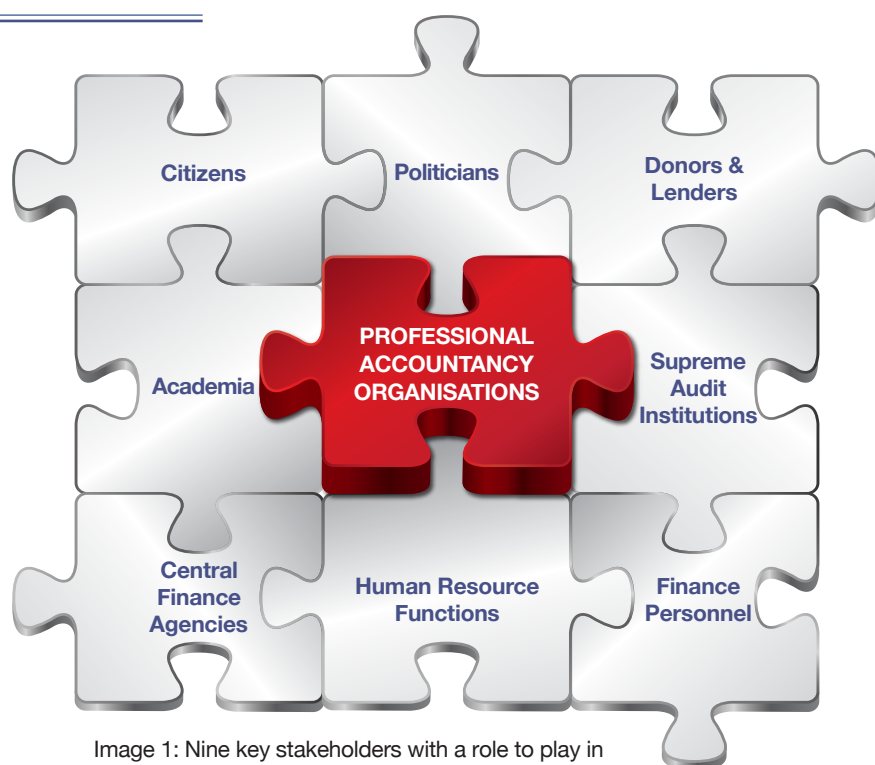 Citizens
Politicians
Donors &
Lenders
Academia
PROFESSIONAL
ACCOUNTANCY
ORGANISATIONS
Supreme
Audit
Institutions
Central
Finance
Agencies
Human Resource
Functions
Finance
Personnel
Image 1: Nine key stakeholders with a role to play in